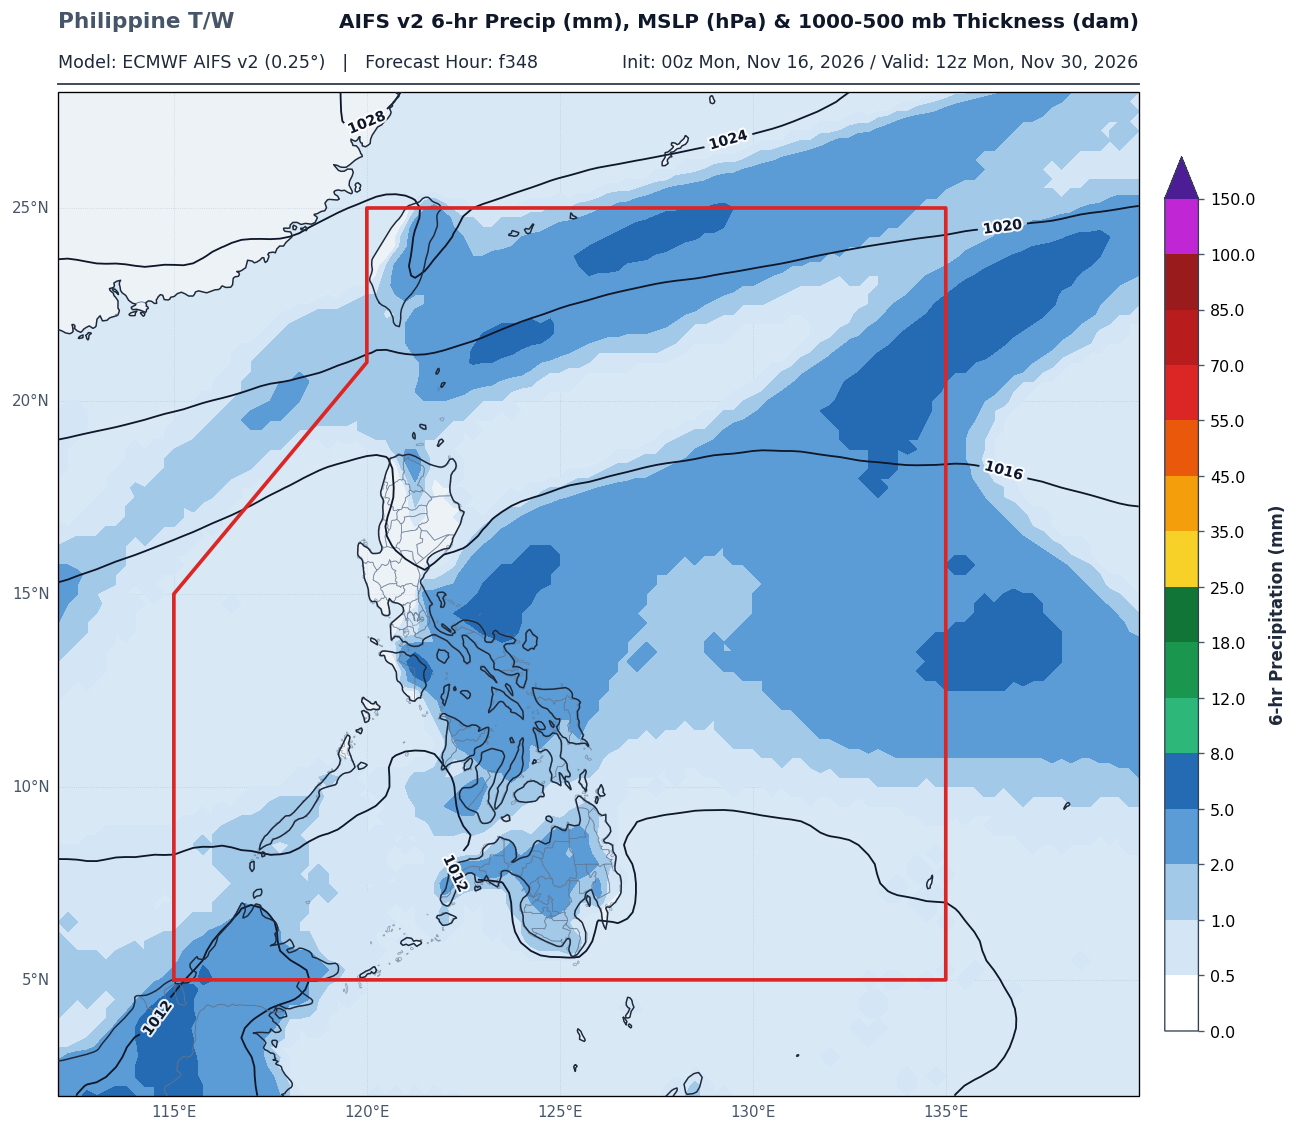 Philippine T/W
AIFS v2 6-hr Precip (mm), MSLP (hPa) & 1000-500 mb Thickness (dam)
Model: ECMWF AIFS v2 (0.25°) | Forecast Hour: f348
Init: 00z Mon, Nov 16, 2026 / Valid: 12z Mon, Nov 30, 2026
1028
1024
1020
1016
1012
1012
25°N
20°N
15°N
10°N
5°N
115°E
120°E
125°E
130°E
135°E
150.0
100.0
85.0
70.0
55.0
45.0
35.0
25.0
18.0
12.0
8.0
5.0
2.0
1.0
0.5
0.0
6-hr Precipitation (mm)